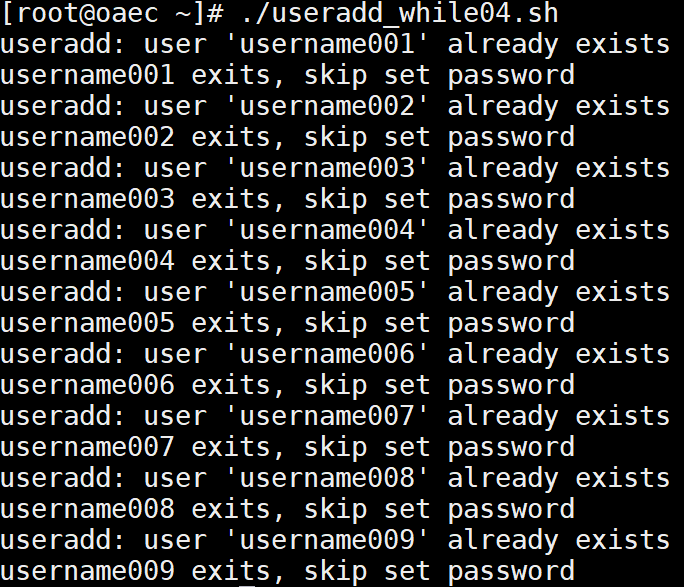 [root@oaec ~]# ./useradd_while04.sh
useradd: user 'username001' already exists
username001 exits, skip set password
useradd: user 'username002' already exists
username002 exits, skip set password
useradd: user 'username003' already exists
username003 exits, skip set password
useradd: user 'username004' already exists
username004 exits, skip set password
useradd: user 'username005' already exists
username005 exits, skip set password
useradd: user 'username006' already exists
username006 exits, skip set password
useradd: user 'username007' already exists
username007 exits, skip set password
useradd: user 'username008' already exists
username008 exits, skip set password
useradd: user 'username009' already exists
username009 exits, skip set password